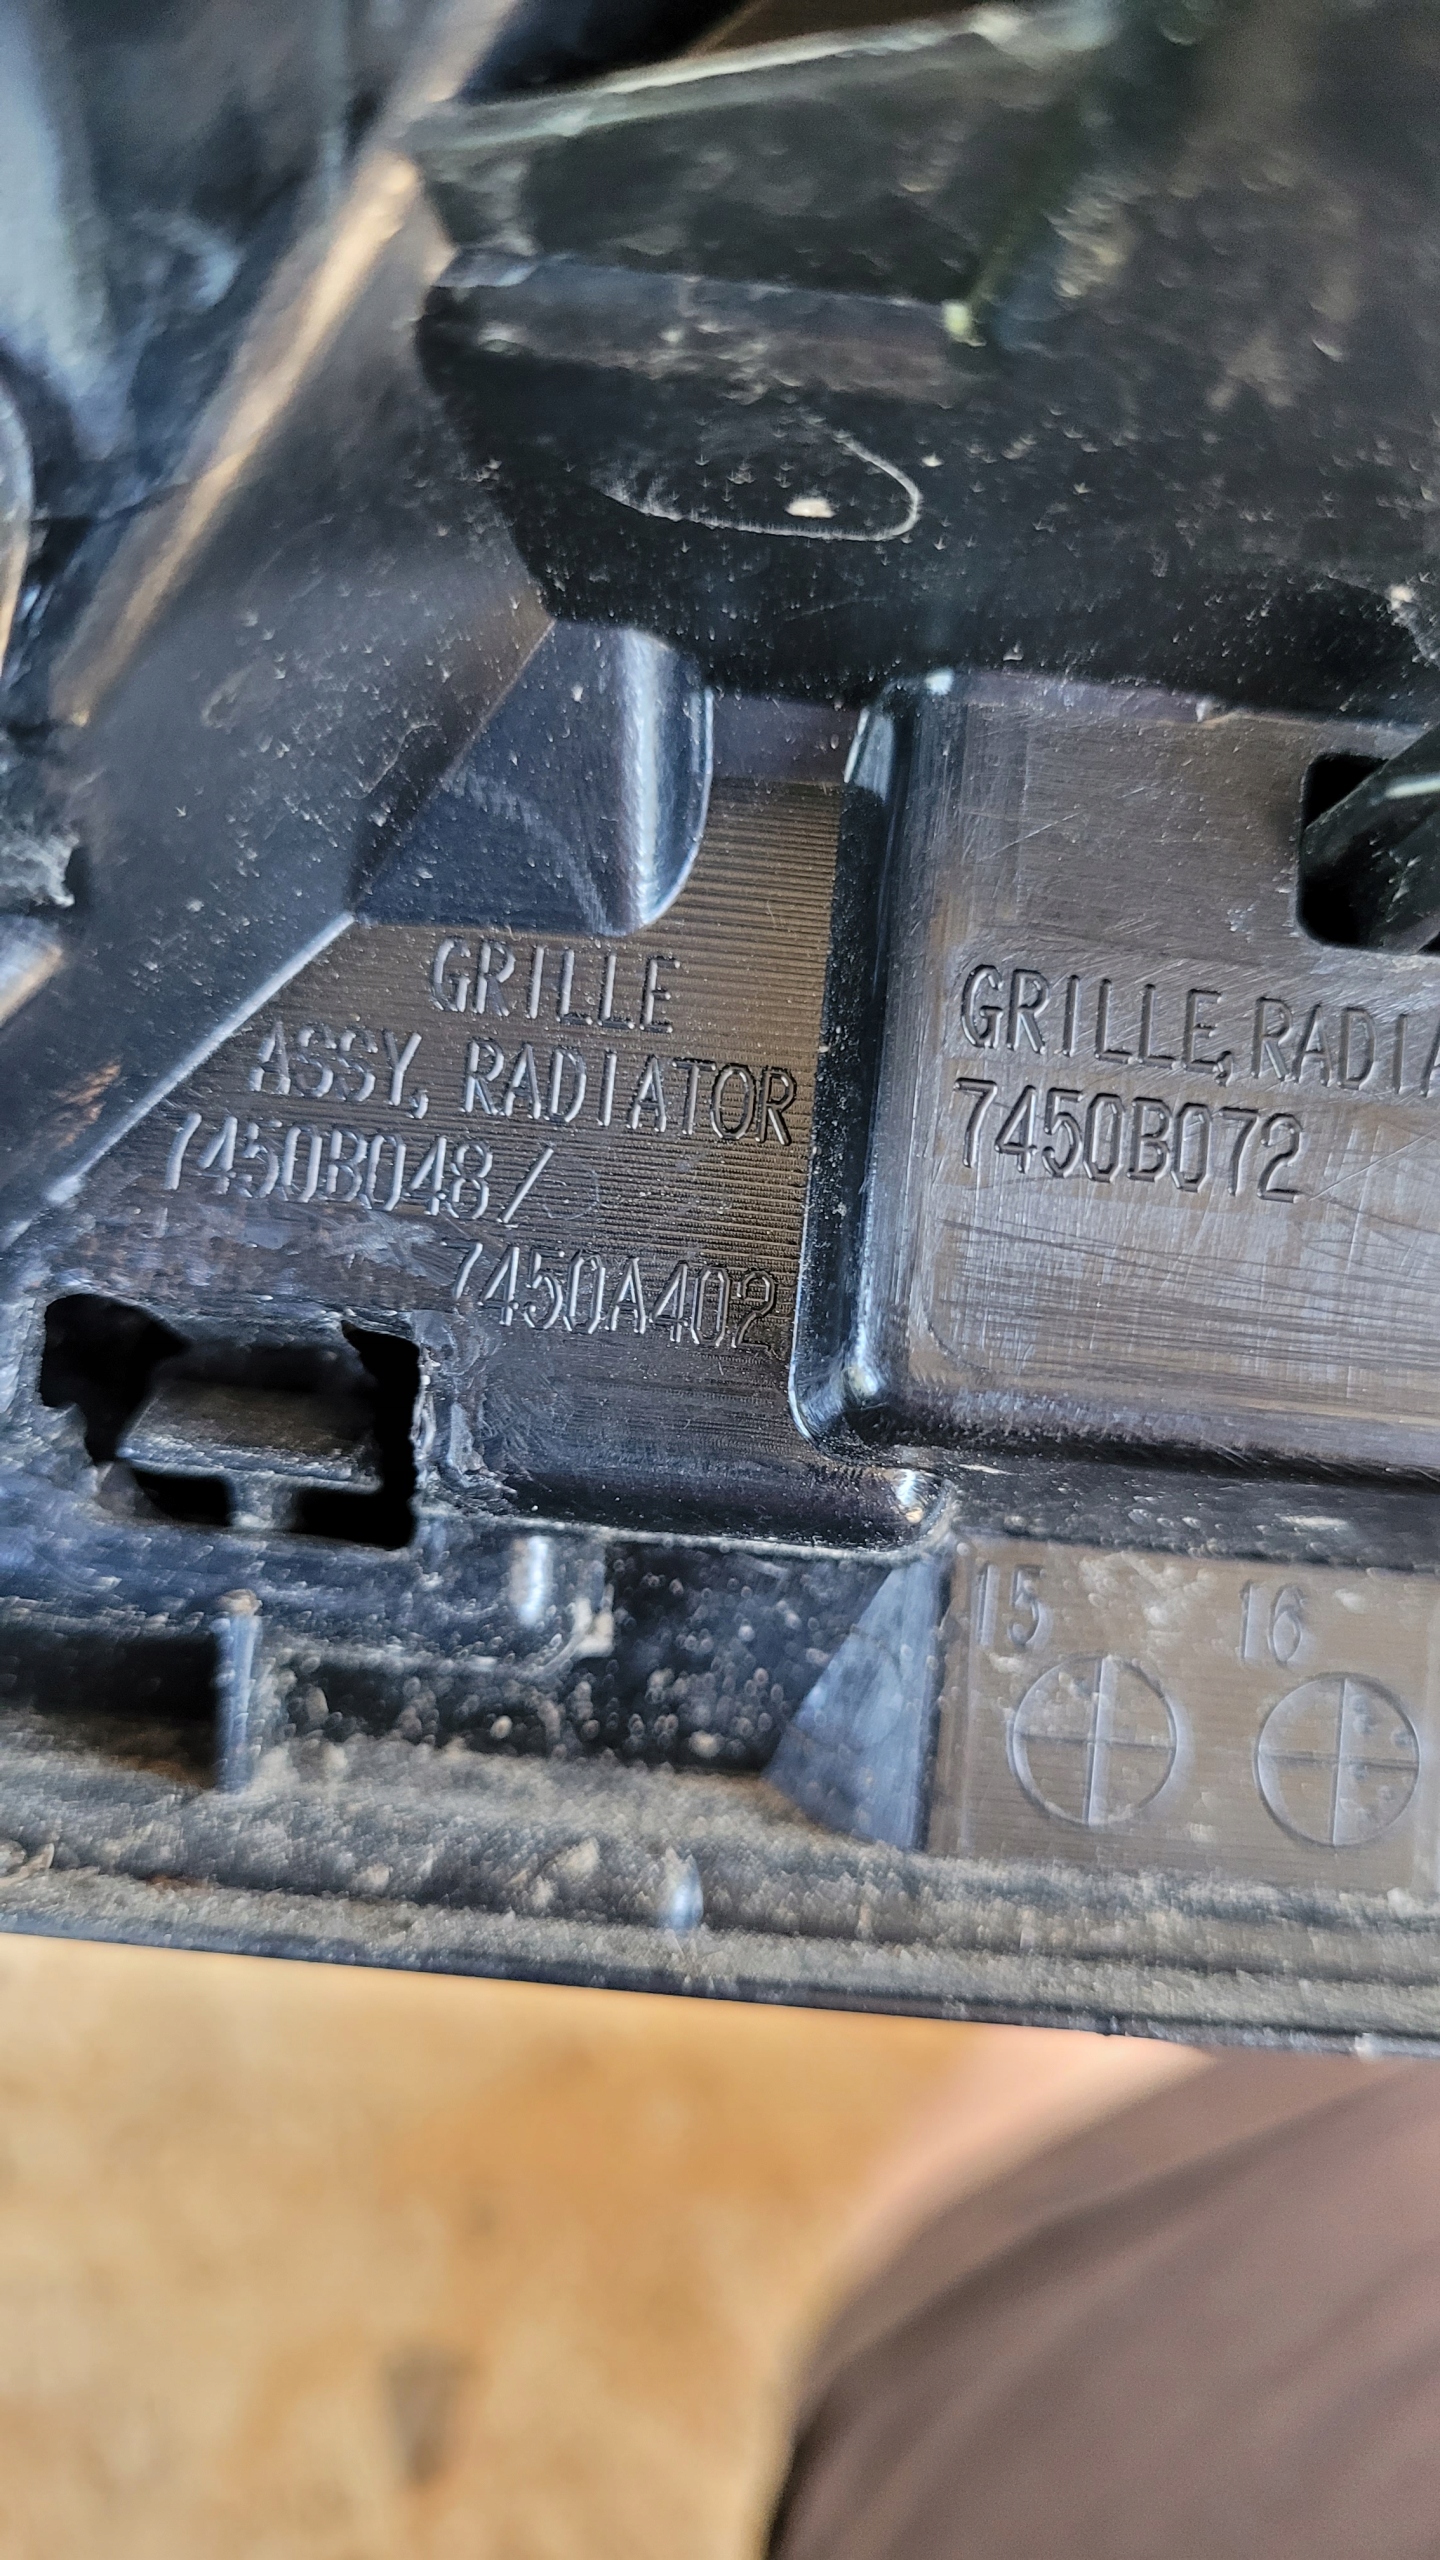 GRILLE
ASSY, RADIATOR
7450B048/
7450A402
GRILLE,RADIA
7450B072
15 16